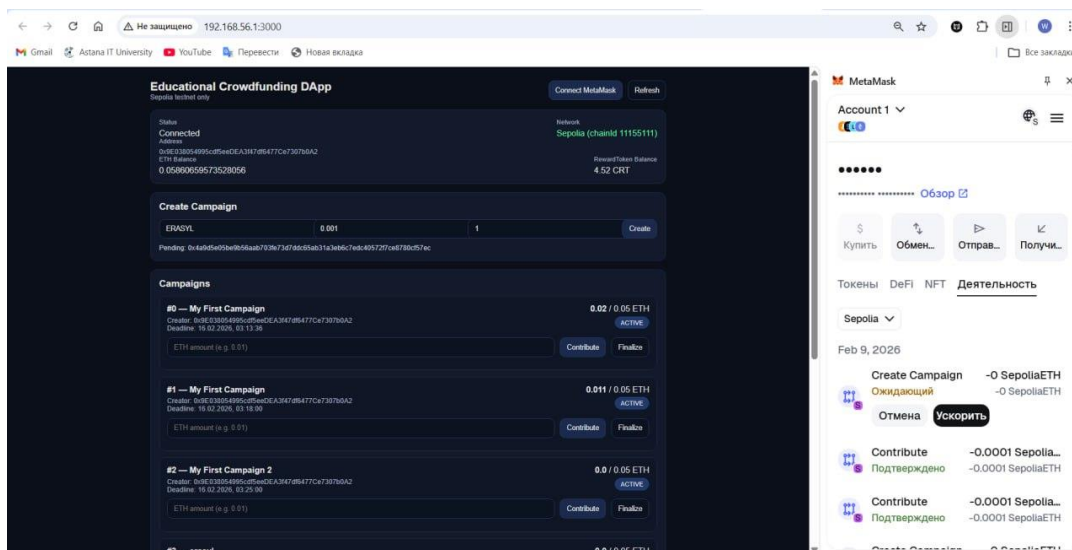 Не защищено 192.168.56.1:3000
Gmail Astana IT University YouTube Перевести Новая вкладка Все закладки
Educational Crowdfunding DApp
Sepolia testnet only
Connect MetaMask Refresh
Status
Connected
Address
ETH Balance
0.05860659573528056
Network
Sepolia (chainId 11155111)
RewardToken Balance
4.52 CRT
Create Campaign
ERASYL 0.001 1 Create
Pending:
Campaigns
#0 — My First Campaign 0.02 / 0.05 ETH
Creator:
Deadline: 16.02.2026, 03:13:36
ACTIVE
ETH amount (e.g. 0.01) Contribute Finalize
#1 — My First Campaign 0.011 / 0.05 ETH
Creator:
Deadline: 16.02.2026, 03:18:00
ACTIVE
ETH amount (e.g. 0.01) Contribute Finalize
#2 — My First Campaign 2 0.0 / 0.05 ETH
Creator:
Deadline: 16.02.2026, 03:25:00
ACTIVE
ETH amount (e.g. 0.01) Contribute Finalize
MetaMask
Account 1
Обзор
Купить Обмен... Отправ... Получи...
Токены DeFi NFT Деятельность
Sepolia
Feb 9, 2026
Create Campaign -0 SepoliaETH
Ожидающий -0 SepoliaETH
Отмена Ускорить
Contribute -0.0001 Sepolia...
Подтверждено -0.0001 SepoliaETH
Contribute -0.0001 Sepolia...
Подтверждено -0.0001 SepoliaETH